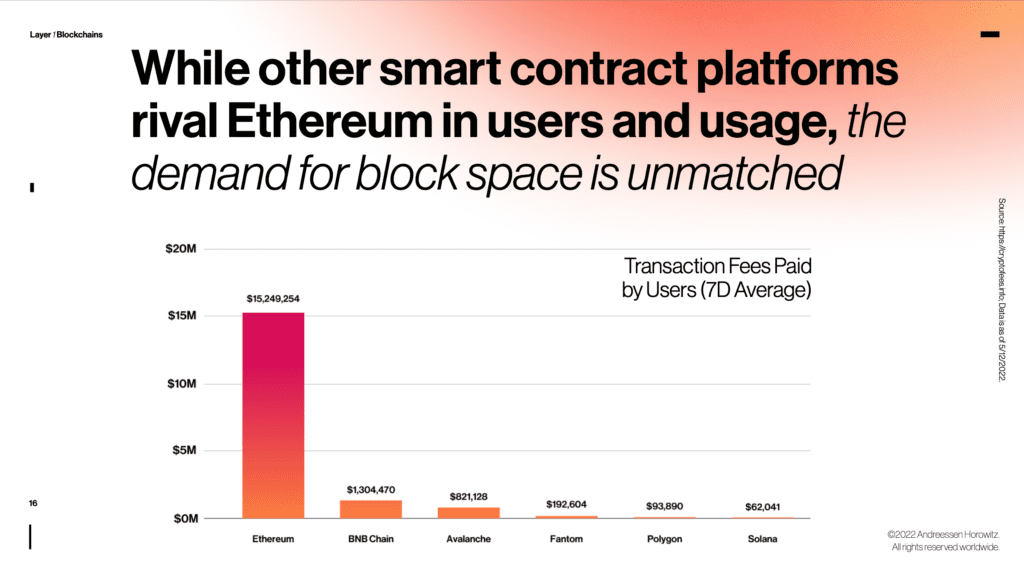 Layer 1 Blockchains
While other smart contract platforms
rival Ethereum in users and usage, the
demand for block space is unmatched
Transaction Fees Paid
by Users (7D Average)
$20M
$15M
$10M
$5M
$0M
$15,249,254
$1,304,470
$821,128
$192,604
$93,890
$62,041
Ethereum
BNB Chain
Avalanche
Fantom
Polygon
Solana
Source: https://cryptofees.info; Data is as of 5/12/2022.
16
©2022 Andreessen Horowitz.
All rights reserved worldwide.